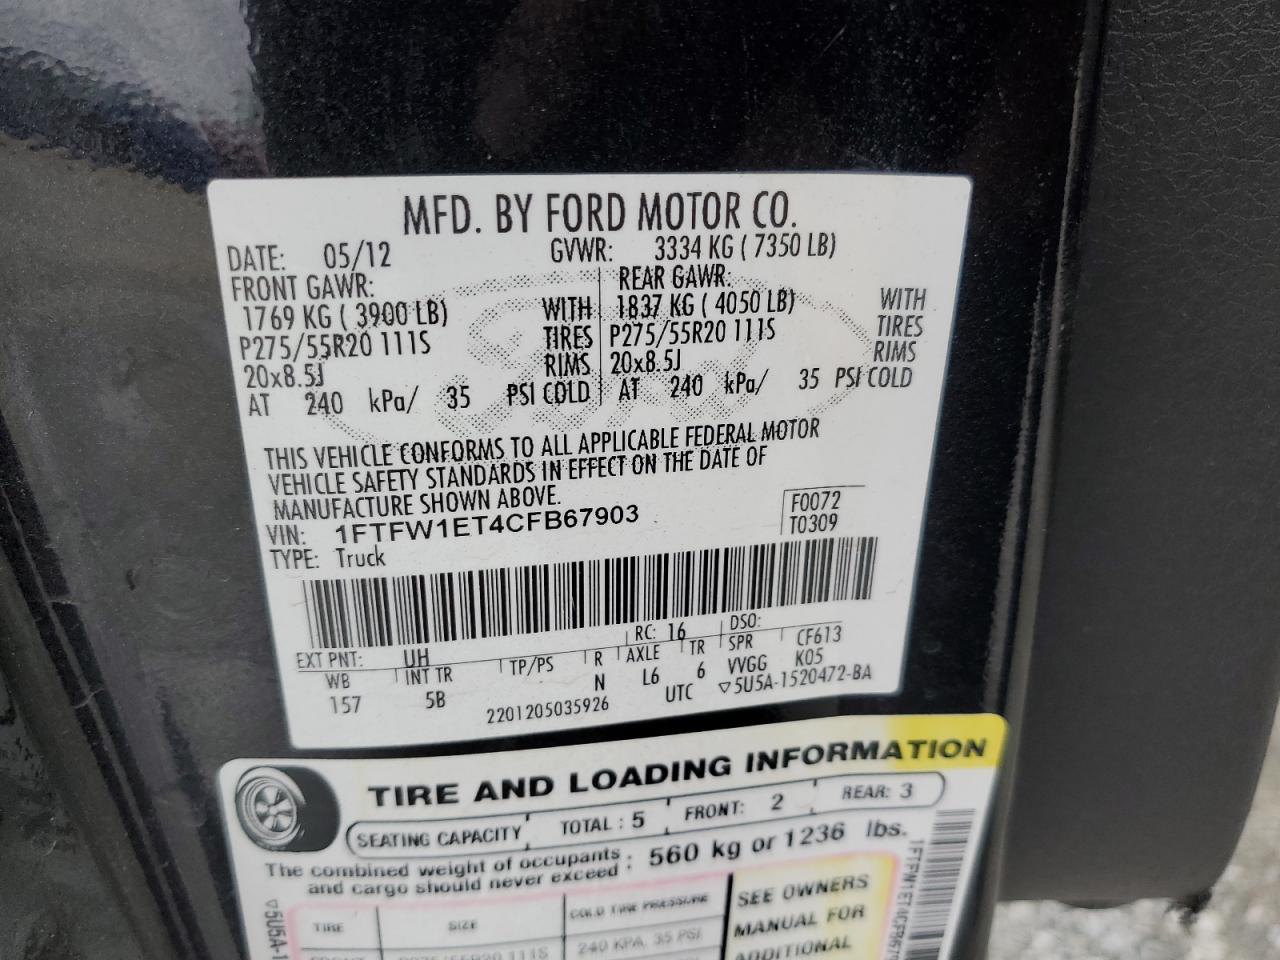 MFD. BY FORD MOTOR CO.
DATE: 05/12 GVWR: 3334 KG ( 7350 LB)
FRONT GAWR: REAR GAWR:
1769 KG ( 3900 LB) WITH 1837 KG ( 4050 LB) WITH
P275/55R20 111S TIRES P275/55R20 111S TIRES
20x8.5J RIMS 20x8.5J RIMS
AT 240 kPa/ 35 PSI COLD AT 240 kPa/ 35 PSI COLD
THIS VEHICLE CONFORMS TO ALL APPLICABLE FEDERAL MOTOR
VEHICLE SAFETY STANDARDS IN EFFECT ON THE DATE OF
MANUFACTURE SHOWN ABOVE.
VIN: 1FTFW1ET4CFB67903 F0072
TYPE: Truck T0309
EXT PNT: UH RC: 16 DSO:
WB INT TR TP/PS R AXLE TR SPR CF613
157 5B N L6 6 VVGG K05
2201205035926 UTC ▽5U5A-1520472-BA
TIRE AND LOADING INFORMATION
SEATING CAPACITY TOTAL : 5 FRONT: 2 REAR: 3
The combined weight of occupants : 560 kg or 1236 lbs.
and cargo should never exceed
TIRE SIZE COLD TIRE PRESSURE SEE OWNERS
240 KPA, 35 PSI MANUAL FOR
P275/55R20 111S ADDITIONAL